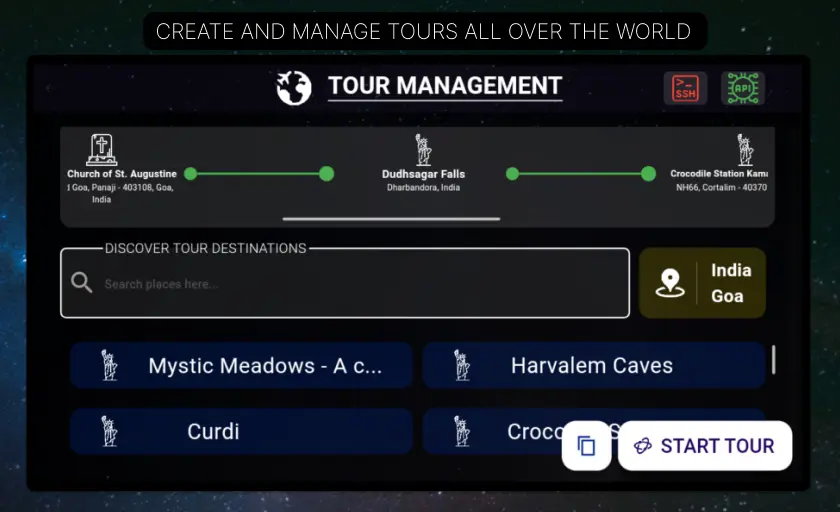 CREATE AND MANAGE TOURS ALL OVER THE WORLD
TOUR MANAGEMENT
>_
SSH
API
Church of St. Augustine
Goa, Panaji - 403108, Goa,
India
Dudhsagar Falls
Dharbandora, India
Crocodile Station
NH66, Cortalim - 40370
DISCOVER TOUR DESTINATIONS
Search places here...
India
Goa
Mystic Meadows - A c...
Harvalem Caves
Curdi
START TOUR